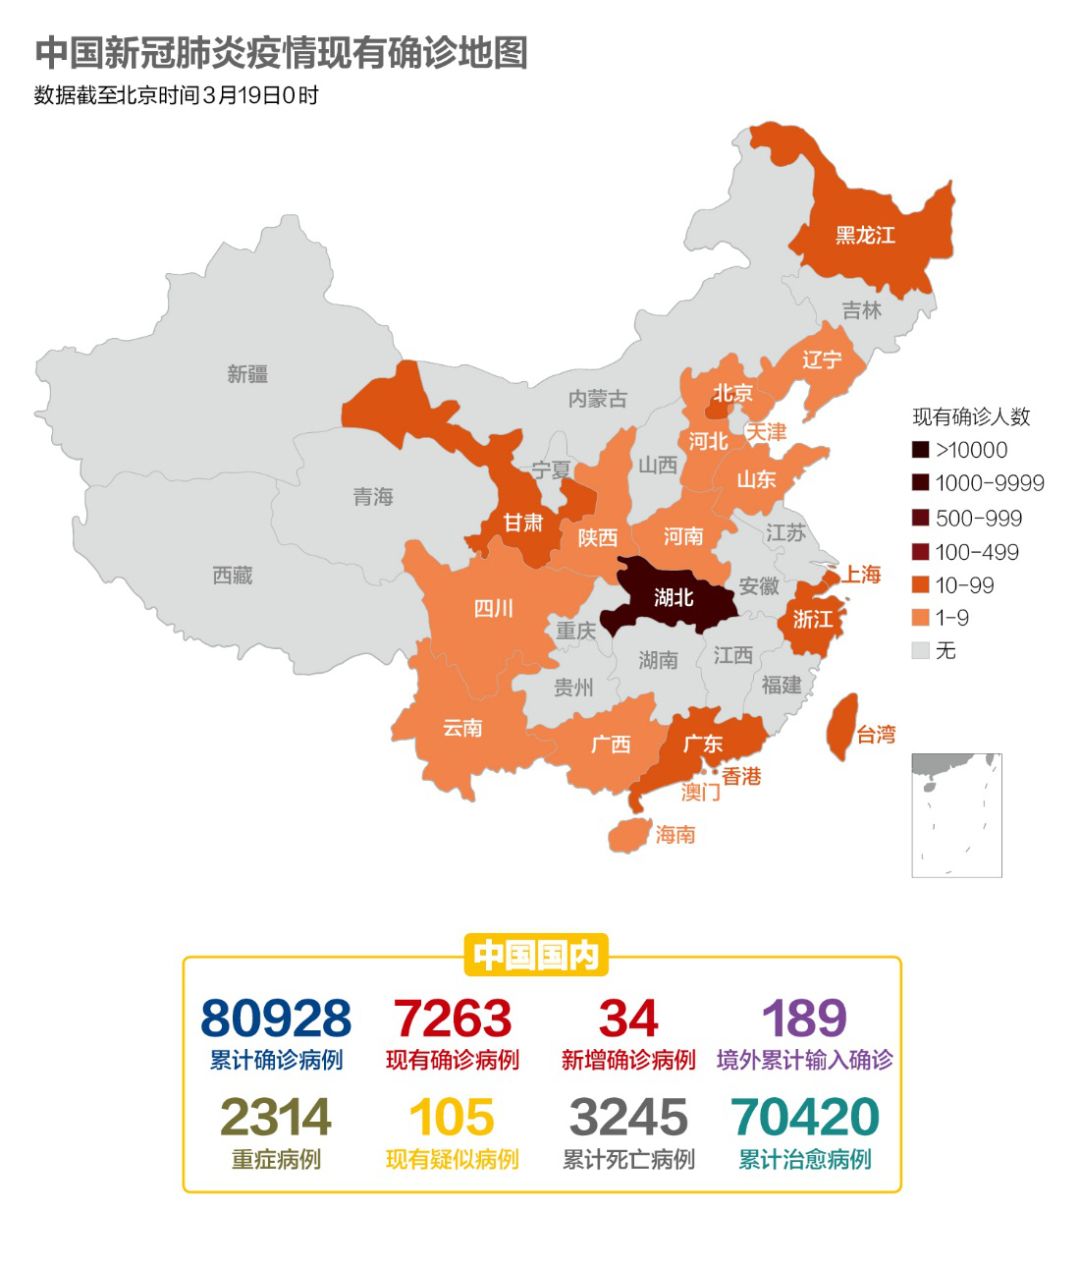 中国新冠肺炎疫情现有确诊地图
数据截至北京时间3月19日0时
黑龙江
吉林
辽宁
新疆
内蒙古
北京
天津
河北
山西
宁夏
山东
青海
甘肃
陕西
河南
江苏
西藏
四川
湖北
安徽
上海
浙江
重庆
湖南
江西
贵州
福建
云南
广西
广东
台湾
香港
澳门
海南
现有确诊人数
>10000
1000-9999
500-999
100-499
10-99
1-9
无
中国国内
80928 7263 34 189
累计确诊病例 现有确诊病例 新增确诊病例 境外累计输入确诊
2314 105 3245 70420
重症病例 现有疑似病例 累计死亡病例 累计治愈病例